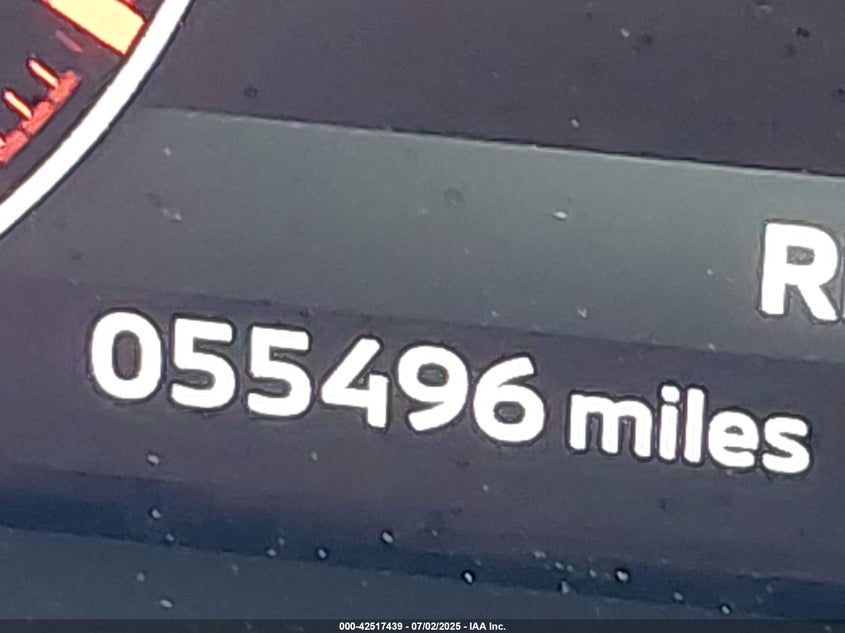 R
055496 miles
000-42517439 - 07/02/2025 - IAA Inc.